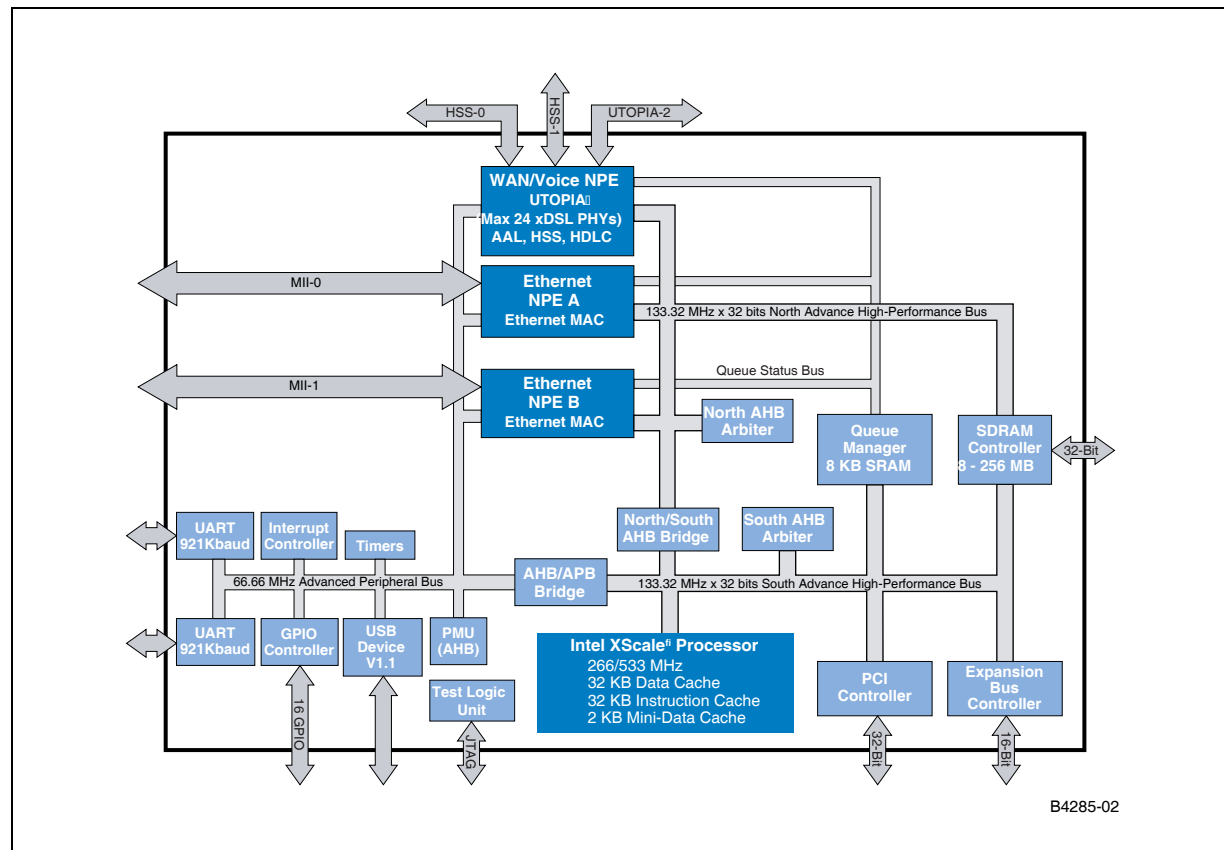 HSS-0
HSS-1
UTOPIA-2
WAN/Voice NPE
UTOPIA
(Max 24 xDSL PHYs)
AAL, HSS, HDLC
MII-0
Ethernet
NPE A
Ethernet MAC
133.32 MHz x 32 bits North Advance High-Performance Bus
MII-1
Ethernet
NPE B
Ethernet MAC
Queue Status Bus
North AHB
Arbiter
Queue
Manager
8 KB SRAM
SDRAM
Controller
8 - 256 MB
32-Bit
UART
921Kbaud
Interrupt
Controller
Timers
North/South
AHB Bridge
South AHB
Arbiter
66.66 MHz Advanced Peripheral Bus
AHB/APB
Bridge
133.32 MHz x 32 bits South Advance High-Performance Bus
UART
921Kbaud
GPIO
Controller
USB
Device
V1.1
PMU
(AHB)
Test Logic
Unit
Intel XScaleﬁ Processor
266/533 MHz
32 KB Data Cache
32 KB Instruction Cache
2 KB Mini-Data Cache
PCI
Controller
Expansion
Bus
Controller
16 GPIO
JTAG
32-Bit
16-Bit
B4285-02